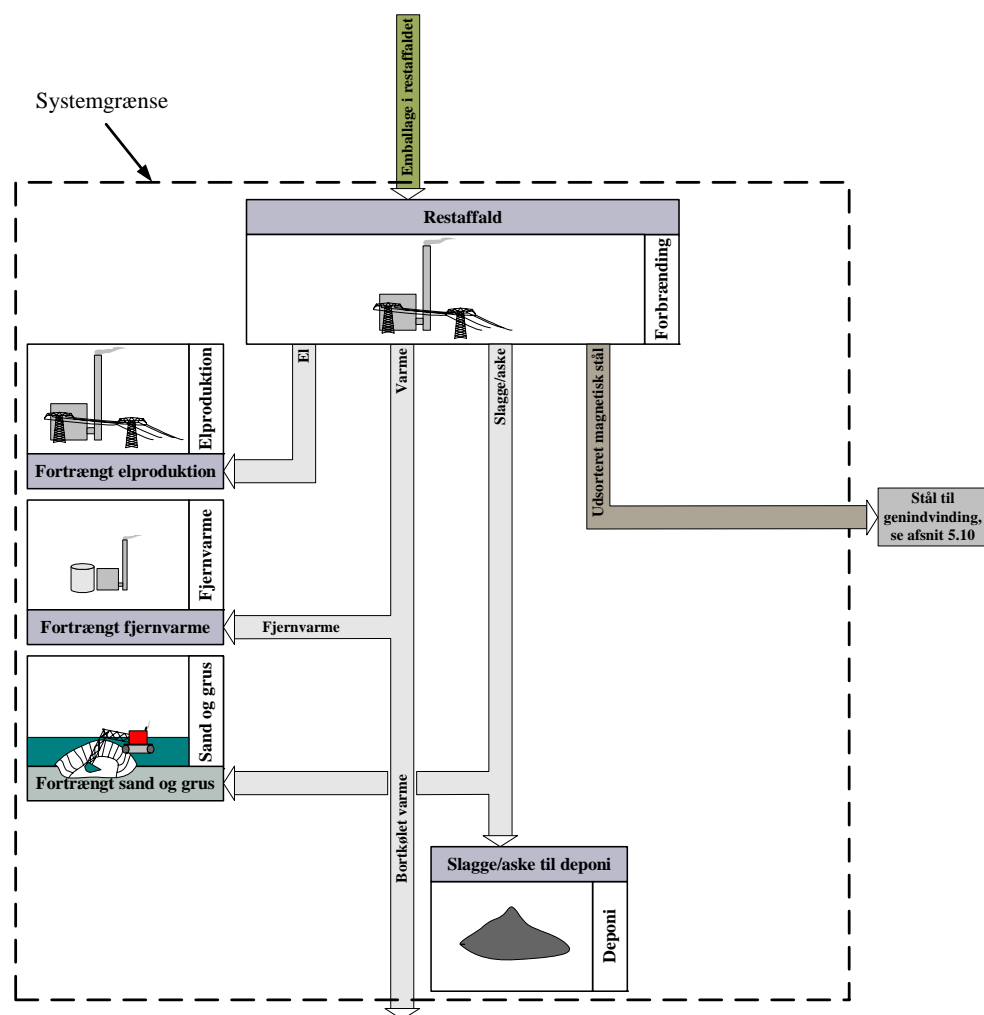 Emballage i restaffaldet
Systemgrænse
Restaffald
Forbrænding
El
Varme
Slagge/aske
Udsorteret magnetisk stål
Elproduktion
Fortrængt elproduktion
Stål til
genindvinding,
se afsnit 5.10
Fjernvarme
Fortrængt fjernvarme
Fjernvarme
Sand og grus
Fortrængt sand og grus
Bortkølet varme
Slagge/aske til deponi
Deponi